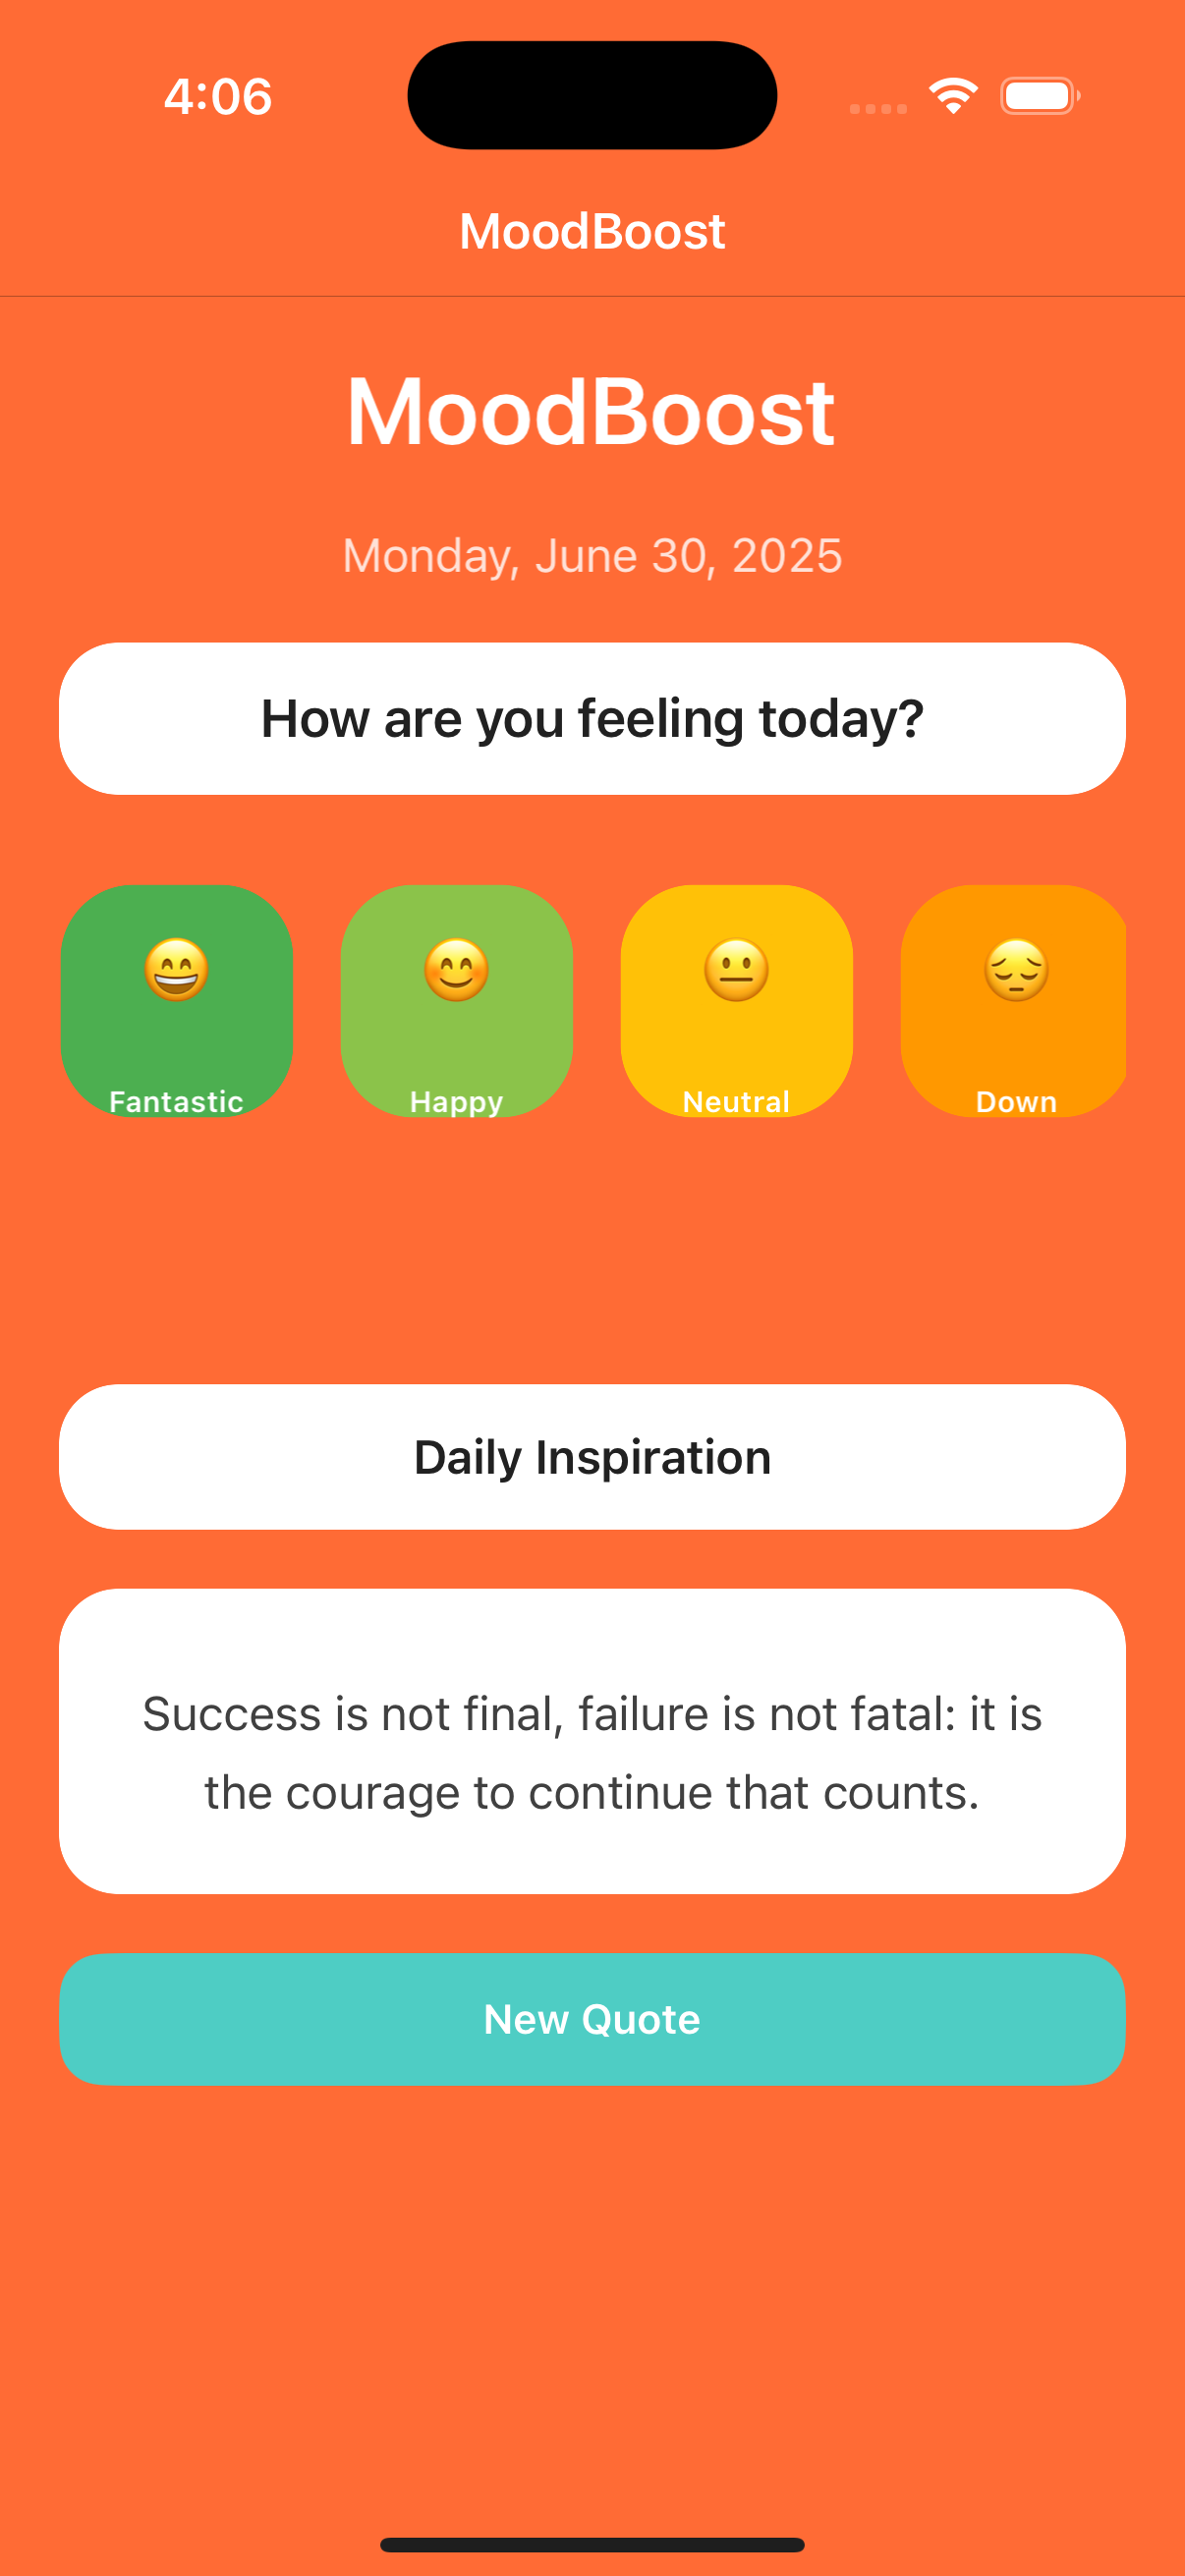 4:06
MoodBoost
MoodBoost
Monday, June 30, 2025
How are you feeling today?
Fantastic Happy Neutral Down
Daily Inspiration
Success is not final, failure is not fatal: it is
the courage to continue that counts.
New Quote